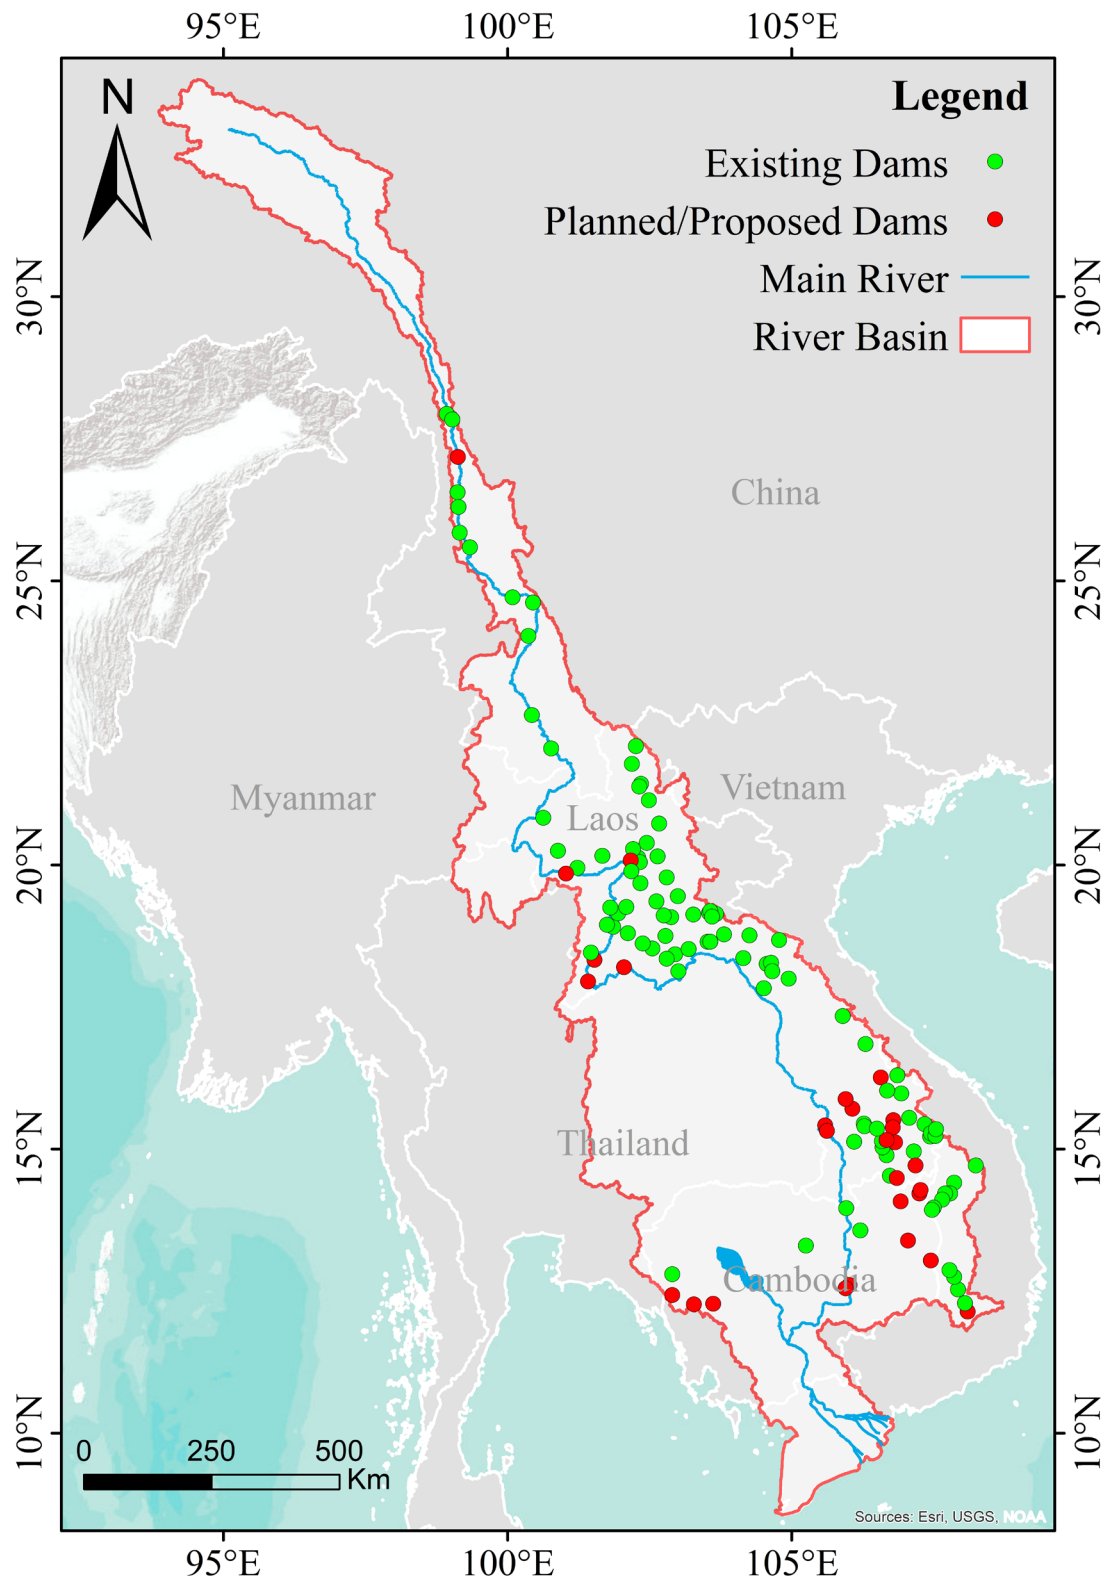 95°E 100°E 105°E
N
Legend
Existing Dams
Planned/Proposed Dams
Main River
River Basin
30°N 30°N
China
25°N 25°N
Myanmar
Vietnam
Laos
20°N 20°N
Thailand
15°N 15°N
Cambodia
10°N 10°N
0 250 500
Km
Sources: Esri, USGS, NOAA
95°E 100°E 105°E